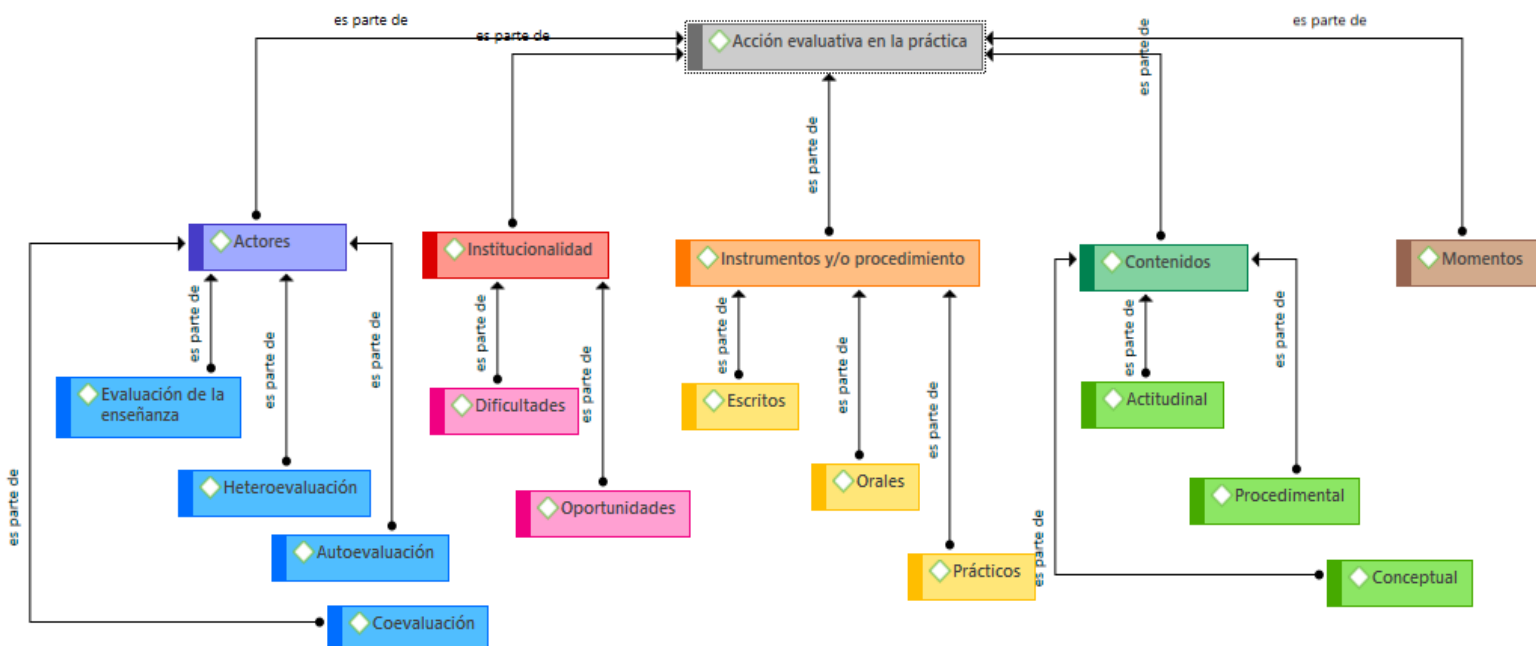 es parte de
es parte de
Acción evaluativa en la práctica
es parte de
es parte de
es parte de
Actores
Institucionalidad
Instrumentos y/o procedimiento
Contenidos
Momentos
es parte de
es parte de
es parte de
es parte de
es parte de
es parte de
es parte de
es parte de
es parte de
es parte de
Evaluación de la
enseñanza
Dificultades
Escritos
Actitudinal
Heteroevaluación
Oportunidades
Orales
Procedimental
es parte de
es parte de
Autoevaluación
Prácticos
Conceptual
Coevaluación